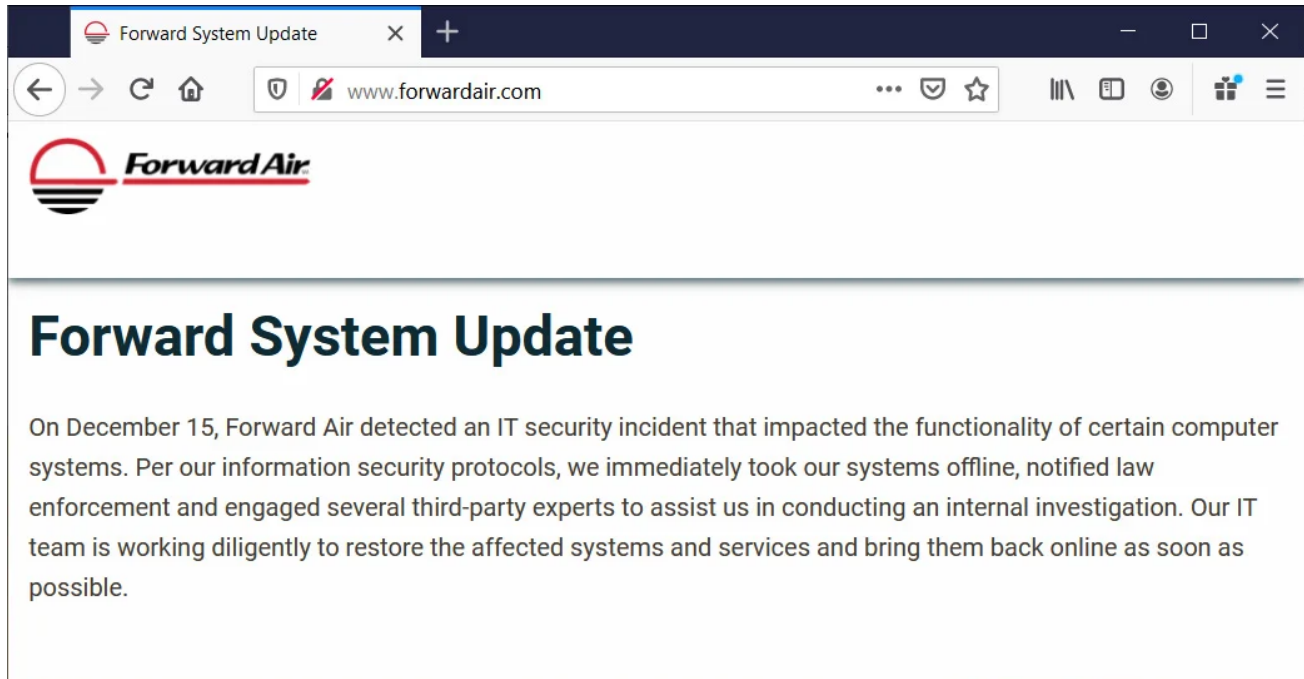 Forward System Update
www.forwardair.com
Forward Air
Forward System Update
On December 15, Forward Air detected an IT security incident that impacted the functionality of certain computer
systems. Per our information security protocols, we immediately took our systems offline, notified law
enforcement and engaged several third-party experts to assist us in conducting an internal investigation. Our IT
team is working diligently to restore the affected systems and services and bring them back online as soon as
possible.